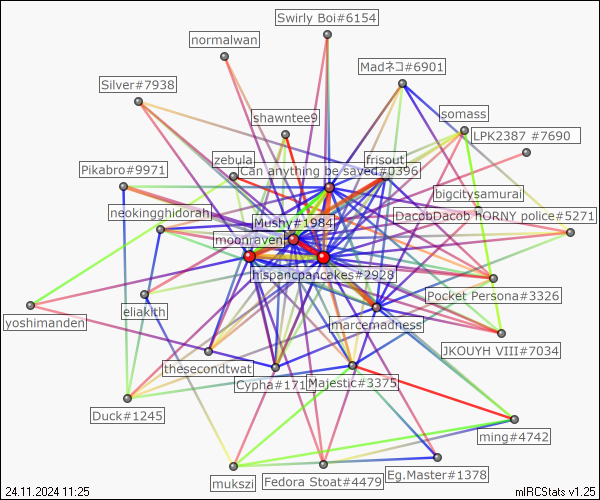 Swirly Boi#6154
normalwan
Madネコ#6901
Silver#7938
somass
shawntee9
LPK2387 #7690
zebula
frisout
Can anything be saved#0396
Pikabro#9971
bigcitysamurai
neokingghidorah
DacobDacob
hORNY police#5271
Mushy#1984
moonraven
hispancpancakes#2928
Pocket Persona#3326
eliakith
yoshimanden
marcemadness
JKOUYH VIII#7034
thesecondtwat
Cypha#171
Majestic#3375
Duck#1245
ming#4742
mukszi
Fedora Stoat#4479
Eg.Master#1378
24.11.2024 11:25
mIRCStats v1.25